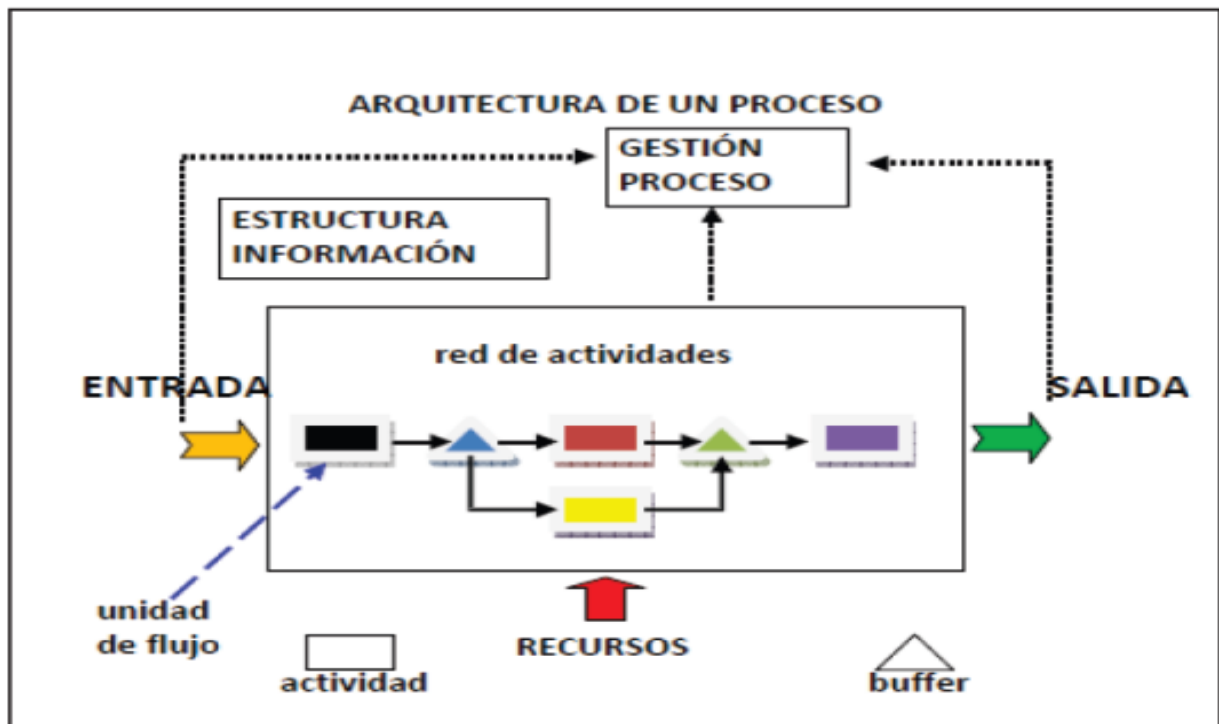 ARQUITECTURA DE UN PROCESO
GESTIÓN
PROCESO
ESTRUCTURA
INFORMACIÓN
red de actividades
ENTRADA
SALIDA
unidad
de flujo
RECURSOS
actividad
buffer